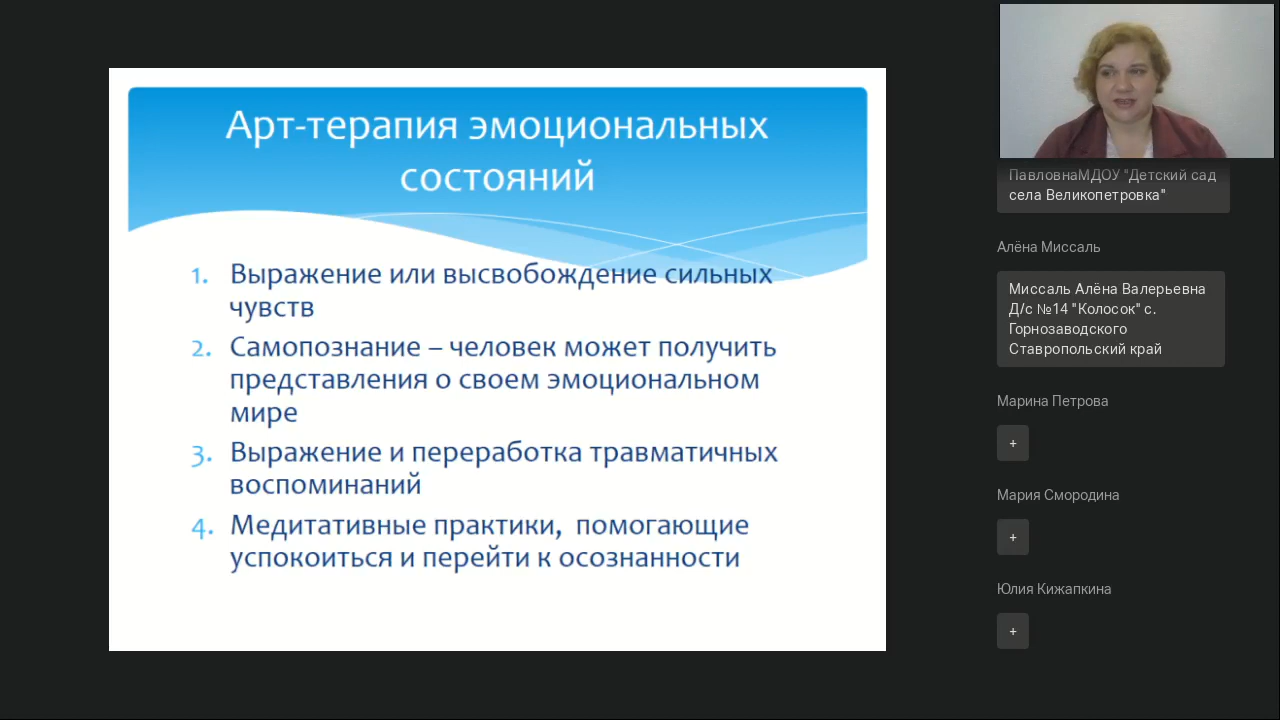 Арт-терапия эмоциональных
состояний
1. Выражение или высвобождение сильных
чувств
2. Самопознание – человек может получить
представления о своем эмоциональном
мире
3. Выражение и переработка травматичных
воспоминаний
4. Медитативные практики, помогающие
успокоиться и перейти к осознанности
ПавловнаМДОУ "Детский сад
села Великопетровка"
Алёна Миссаль
Миссаль Алёна Валерьевна
Д/с №14 "Колосок" с.
Горнозаводского
Ставропольский край
Марина Петрова
+
Мария Смородина
+
Юлия Кижапкина
+